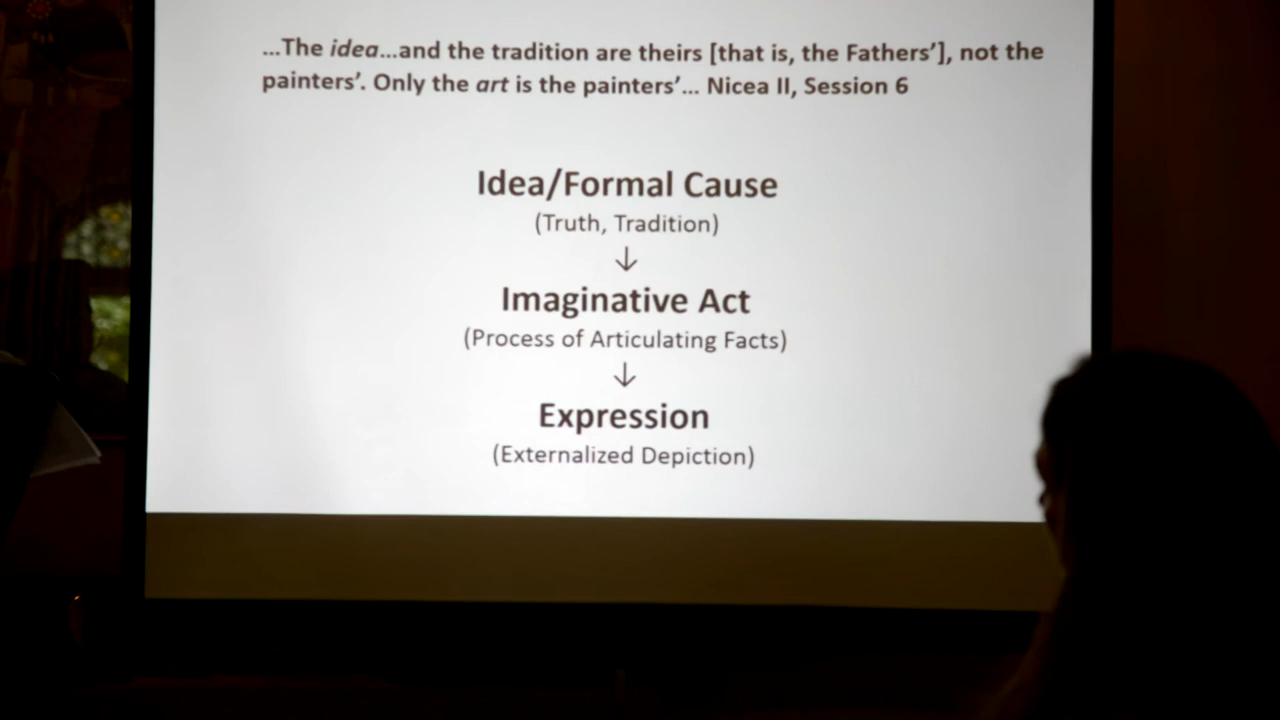 ...The idea...and the tradition are theirs [that is, the Fathers’], not the
painters’. Only the art is the painters’... Nicea II, Session 6
Idea/Formal Cause
(Truth, Tradition)
↓
Imaginative Act
(Process of Articulating Facts)
↓
Expression
(Externalized Depiction)